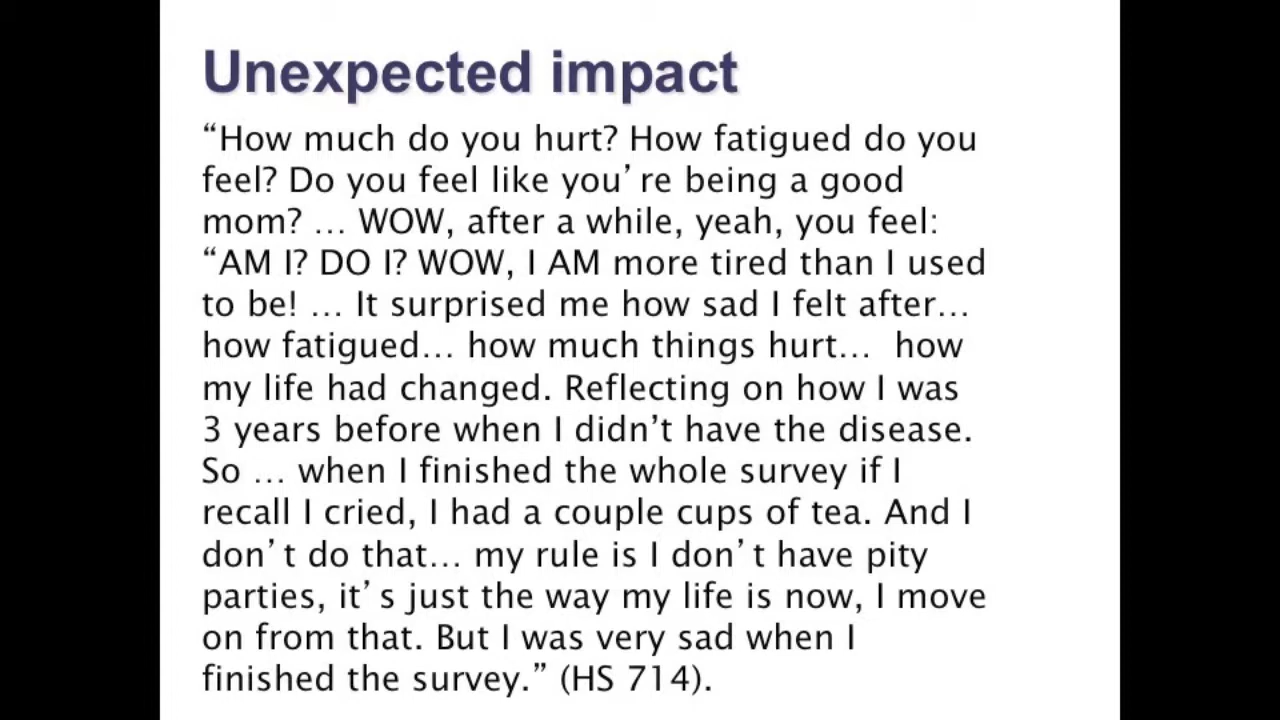 Unexpected impact
“How much do you hurt? How fatigued do you
feel? Do you feel like you’re being a good
mom? … WOW, after a while, yeah, you feel:
“AM I? DO I? WOW, I AM more tired than I used
to be! … It surprised me how sad I felt after…
how fatigued… how much things hurt… how
my life had changed. Reflecting on how I was
3 years before when I didn’t have the disease.
So … when I finished the whole survey if I
recall I cried, I had a couple cups of tea. And I
don’t do that… my rule is I don’t have pity
parties, it’s just the way my life is now, I move
on from that. But I was very sad when I
finished the survey.” (HS 714).